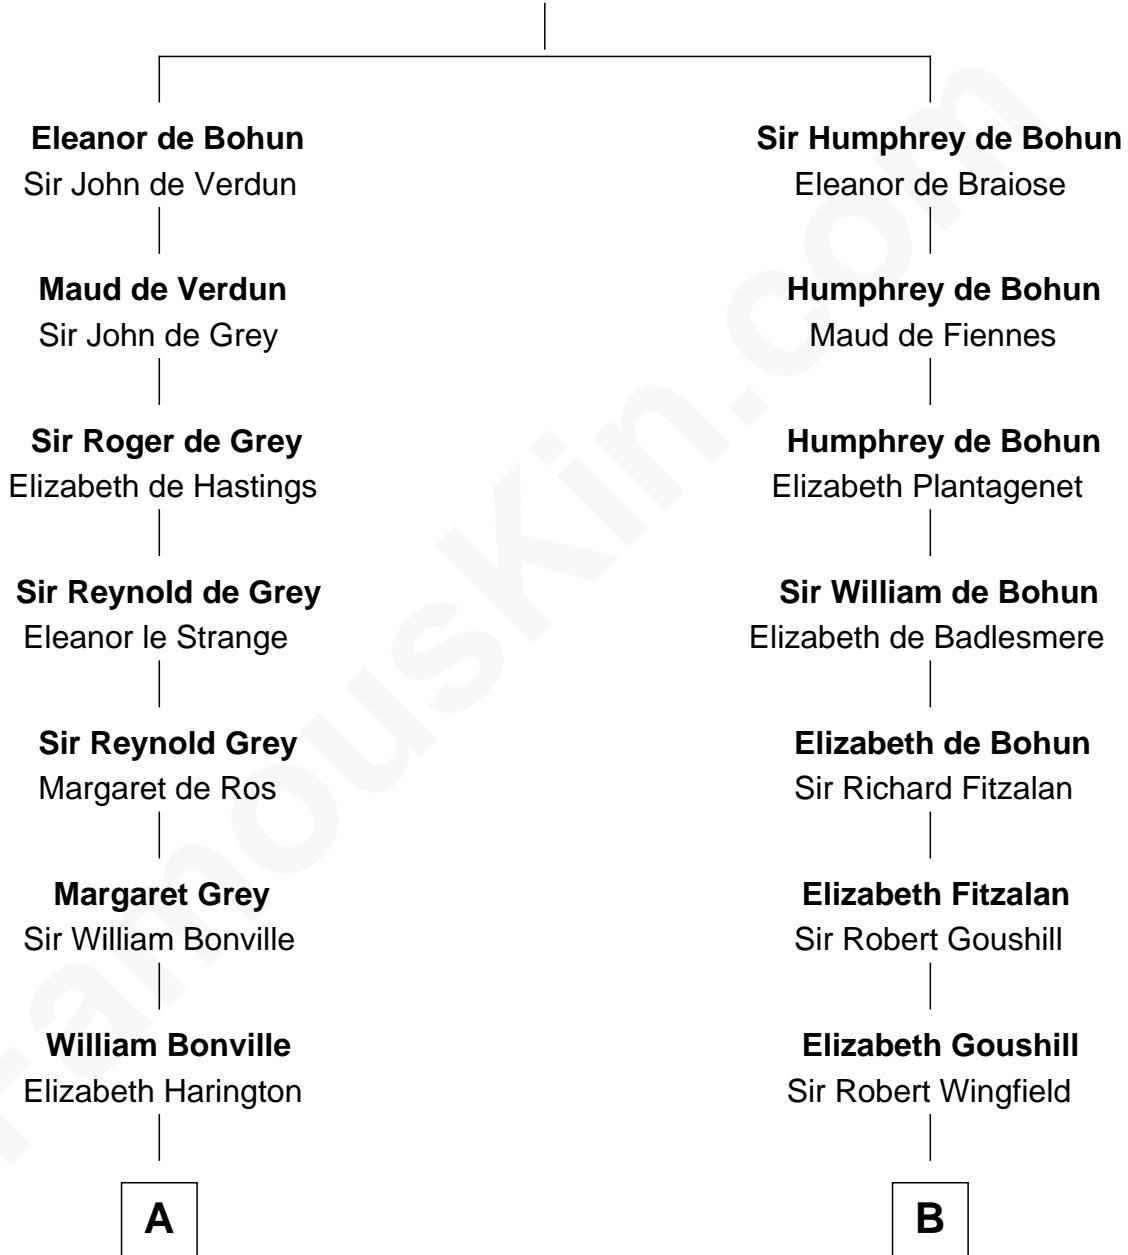 Eleanor de Bohun
Sir John de Verdun
Maud de Verdun
Sir John de Grey
Sir Roger de Grey
Elizabeth de Hastings
Sir Reynold de Grey
Eleanor le Strange
Sir Reynold Grey
Margaret de Ros
Margaret Grey
Sir William Bonville
William Bonville
Elizabeth Harington
A
Sir Humphrey de Bohun
Eleanor de Braiose
Humphrey de Bohun
Maud de Fiennes
Humphrey de Bohun
Elizabeth Plantagenet
Sir William de Bohun
Elizabeth de Badlesmere
Elizabeth de Bohun
Sir Richard Fitzalan
Elizabeth Fitzalan
Sir Robert Goushill
Elizabeth Goushill
Sir Robert Wingfield
B
FamousKin.com